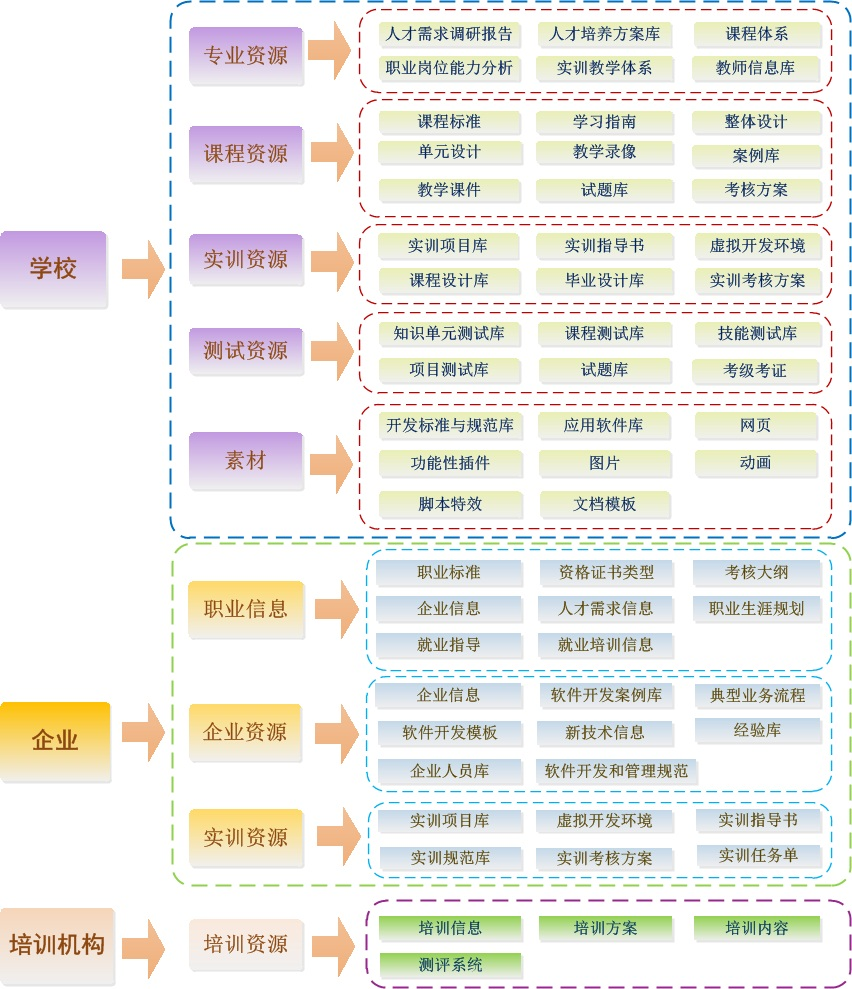 学校
专业资源
人才需求调研报告 人才培养方案库 课程体系
职业岗位能力分析 实训教学体系 教师信息库
课程资源
课程标准 学习指南 整体设计
单元设计 教学录像 案例库
教学课件 试题库 考核方案
实训资源
实训项目库 实训指导书 虚拟开发环境
课程设计库 毕业设计库 实训考核方案
测试资源
知识单元测试库 课程测试库 技能测试库
项目测试库 试题库 考级考证
素材
开发标准与规范库 应用软件库 网页
功能性插件 图片 动画
脚本特效 文档模板
企业
职业信息
职业标准 资格证书类型 考核大纲
企业信息 人才需求信息 职业生涯规划
就业指导 就业培训信息
企业资源
企业信息 软件开发案例库 典型业务流程
软件开发模板 新技术信息 经验库
企业人员库 软件开发和管理规范
实训资源
实训项目库 虚拟开发环境 实训指导书
实训规范库 实训考核方案 实训任务单
培训机构
培训资源
培训信息 培训方案 培训内容
测评系统